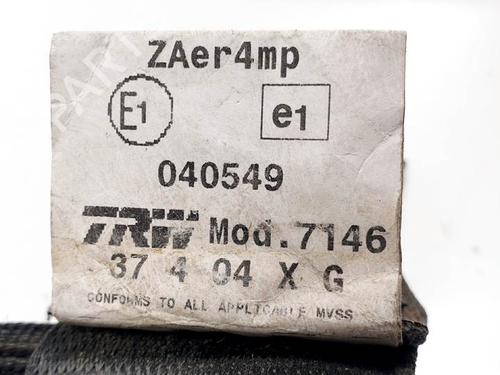 ZAer4mp
E1 e1
040549
TRW Mod.7146
37 4 04 X G
CONFORMS TO ALL APPLICABLE MVSS